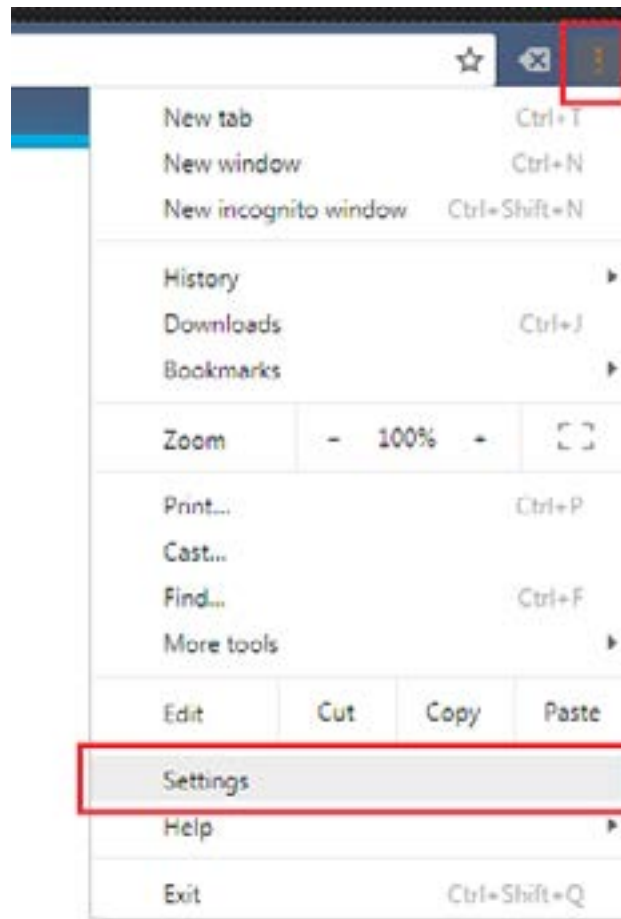 New tab Ctrl+T
New window Ctrl+N
New incognito window Ctrl+Shift+N
History
Downloads Ctrl+J
Bookmarks
Zoom - 100% +
Print... Ctrl+P
Cast...
Find... Ctrl+F
More tools
Edit Cut Copy Paste
Settings
Help
Exit Ctrl+Shift+Q